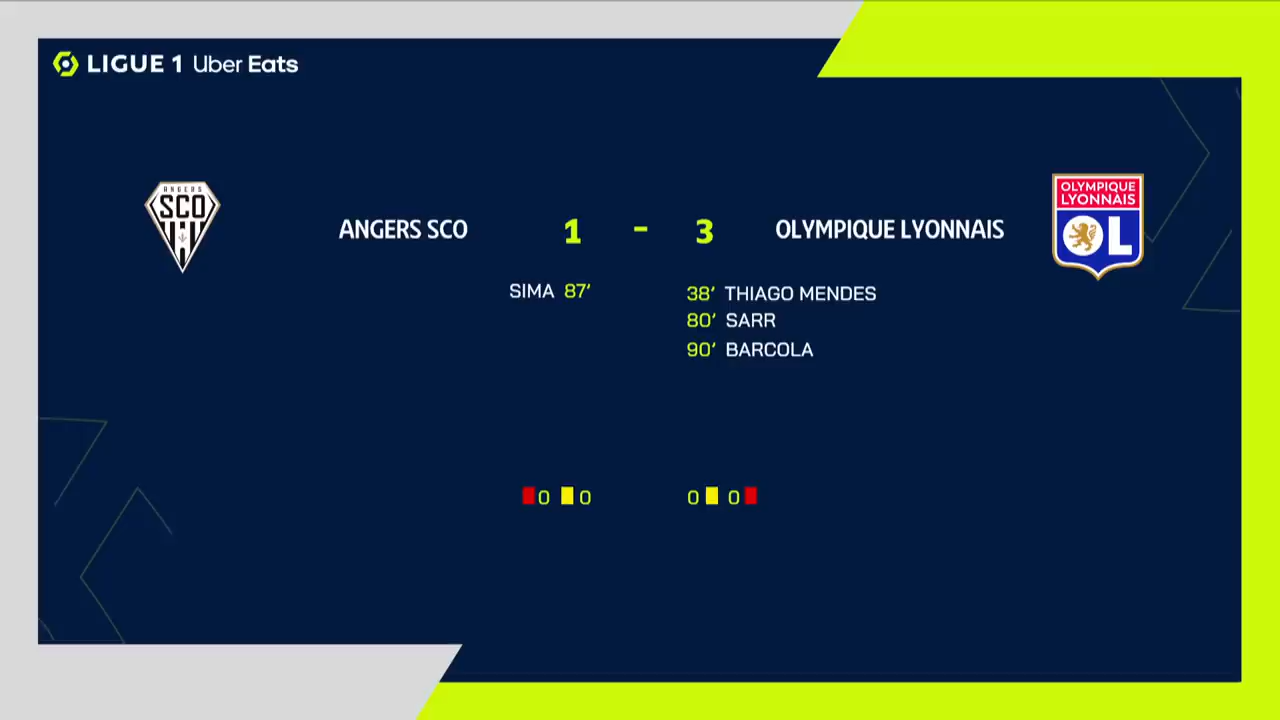 LIGUE 1 Uber Eats
ANGERS
SCO
ANGERS SCO 1 - 3 OLYMPIQUE LYONNAIS
OLYMPIQUE
LYONNAIS
OL
SIMA 87’
38’ THIAGO MENDES
80’ SARR
90’ BARCOLA
0 0 0 0